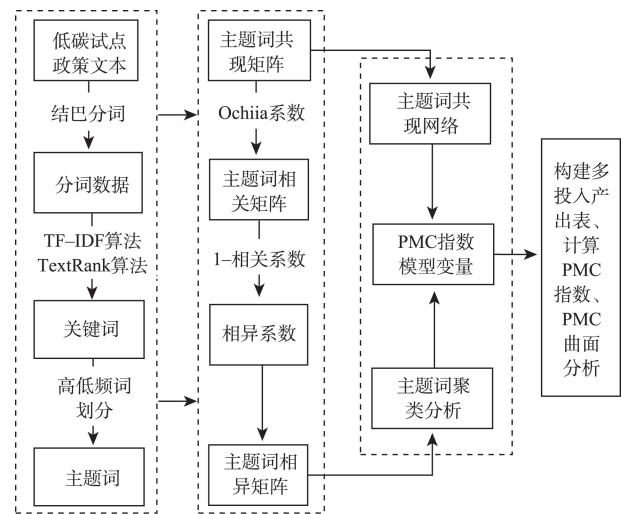 低碳试点
政策文本
结巴分词
分词数据
TF–IDF算法
TextRank算法
关键词
高低频词
划分
主题词
主题词共
现矩阵
Ochiia系数
主题词相
关矩阵
1–相关系数
相异系数
主题词相
异矩阵
主题词共
现网络
PMC指数
模型变量
主题词聚
类分析
构建多
投入产
出表、
计算
PMC
指数、
PMC
曲面
分析